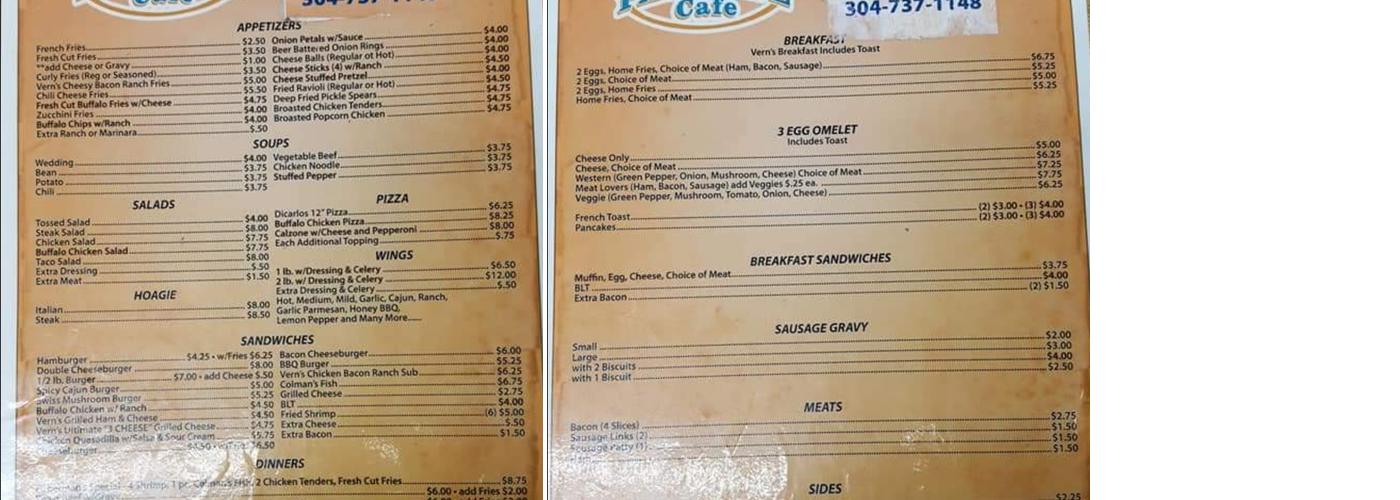 Cafe
304-737-1148
APPETIZERS
French Fries $2.50
Fresh Cut Fries $3.50
**add Cheese or Gravy $1.00
Curly Fries (Reg or Seasoned) $3.50
Vern's Cheesy Bacon Ranch Fries $5.00
Chili Cheese Fries $5.50
Fresh Cut Buffalo Fries w/Cheese $4.75
Zucchini Fries $4.00
Buffalo Chips w/Ranch $4.00
Extra Ranch or Marinara $.50
Onion Petals w/Sauce $4.00
Beer Battered Onion Rings $4.00
Cheese Balls (Regular ot Hot) $4.00
Cheese Sticks (4) w/Ranch $4.50
Cheese Stuffed Pretzel $4.00
Fried Ravioli (Regular or Hot) $4.50
Deep Fried Pickle Spears $4.75
Broasted Chicken Tenders $4.75
Broasted Popcorn Chicken $4.75
SOUPS
Wedding $4.00
Bean $3.75
Potato $3.75
Chili $3.75
Vegetable Beef $3.75
Chicken Noodle $3.75
Stuffed Pepper $3.75
SALADS
Tossed Salad $4.00
Steak Salad $8.00
Chicken Salad $7.75
Buffalo Chicken Salad $7.75
Taco Salad $8.00
Extra Dressing $.50
Extra Meat $1.50
HOAGIE
Italian $8.00
Steak $8.50
PIZZA
Dicarlos 12" Pizza $6.25
Buffalo Chicken Pizza $8.25
Calzone w/Cheese and Pepperoni $8.00
Each Additional Topping $.75
WINGS
1 lb. w/Dressing & Celery $6.50
2 lb. w/ Dressing & Celery $12.00
Extra Dressing & Celery $.50
Hot, Medium, Mild, Garlic, Cajun, Ranch,
Garlic Parmesan, Honey BBQ,
Lemon Pepper and Many More......
SANDWICHES
Hamburger $4.25 • w/Fries $6.25
Double Cheeseburger $8.00
1/2 lb. Burger $7.00 • add Cheese $.50
Spicy Cajun Burger $5.00
Swiss Mushroom Burger $5.25
Buffalo Chicken w/ Ranch $4.50
Vern's Grilled Ham & Cheese $4.50
Vern's Ultimate "3 CHEESE" Grilled Cheese $4.75
Chicken Quesadilla w/Salsa & Sour Cream $5.75
Cheeseburger $4.50 • w/Fries $6.50
Bacon Cheeseburger $6.00
BBQ Burger $5.25
Vern's Chicken Bacon Ranch Sub $6.25
Colman's Fish $6.75
Grilled Cheese $2.75
BLT $4.00
Fried Shrimp (6) $5.00
Extra Cheese $.50
Extra Bacon $1.50
DINNERS
4 Shrimp, 1 pc. Colman's Fish, 2 Chicken Tenders, Fresh Cut Fries $8.75
$6.00 • add Fries $2.00
Cafe
304-737-1148
BREAKFAST
Vern's Breakfast Includes Toast
2 Eggs, Home Fries, Choice of Meat (Ham, Bacon, Sausage) $6.75
2 Eggs, Choice of Meat $5.25
2 Eggs, Home Fries $5.00
Home Fries, Choice of Meat $5.25
3 EGG OMELET
Includes Toast
Cheese Only $5.00
Cheese, Choice of Meat $6.25
Western (Green Pepper, Onion, Mushroom, Cheese) Choice of Meat $7.25
Meat Lovers (Ham, Bacon, Sausage) add Veggies $.25 ea. $7.75
Veggie (Green Pepper, Mushroom, Tomato, Onion, Cheese) $6.25
French Toast (2) $3.00 • (3) $4.00
Pancakes (2) $3.00 • (3) $4.00
BREAKFAST SANDWICHES
Muffin, Egg, Cheese, Choice of Meat $3.75
BLT $4.00
Extra Bacon (2) $1.50
SAUSAGE GRAVY
Small $2.00
Large $3.00
with 2 Biscuits $4.00
with 1 Biscuit $2.50
MEATS
Bacon (4 Slices) $2.75
Sausage Links (2) $1.50
Sausage Patty (1) $1.50
$1.50
SIDES
$2.25